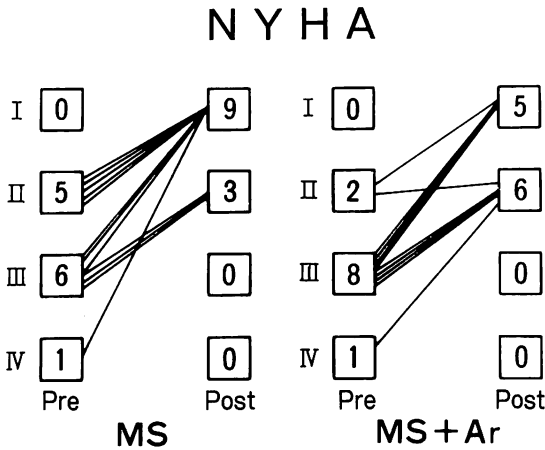 NYHA
I 0 9 I 0 5
II 5 3 II 2 6
III 6 0 III 8 0
IV 1 0 IV 1 0
Pre Post Pre Post
MS MS+Ar